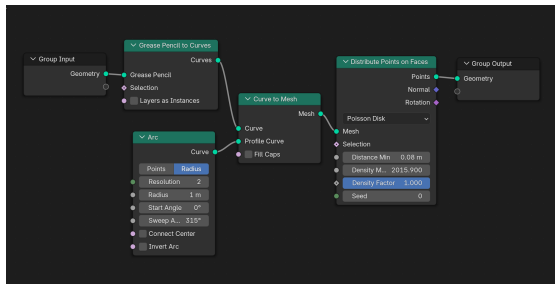 Group Input
Geometry
Grease Pencil to Curves
Curves
Grease Pencil
Selection
Layers as Instances
Arc
Curve
Points Radius
Resolution 2
Radius 1 m
Start Angle 0°
Sweep A... 315°
Connect Center
Invert Arc
Curve to Mesh
Mesh
Curve
Profile Curve
Fill Caps
Distribute Points on Faces
Points
Normal
Rotation
Poisson Disk
Mesh
Selection
Distance Min 0.08 m
Density M... 2015.900
Density Factor 1.000
Seed 0
Group Output
Geometry